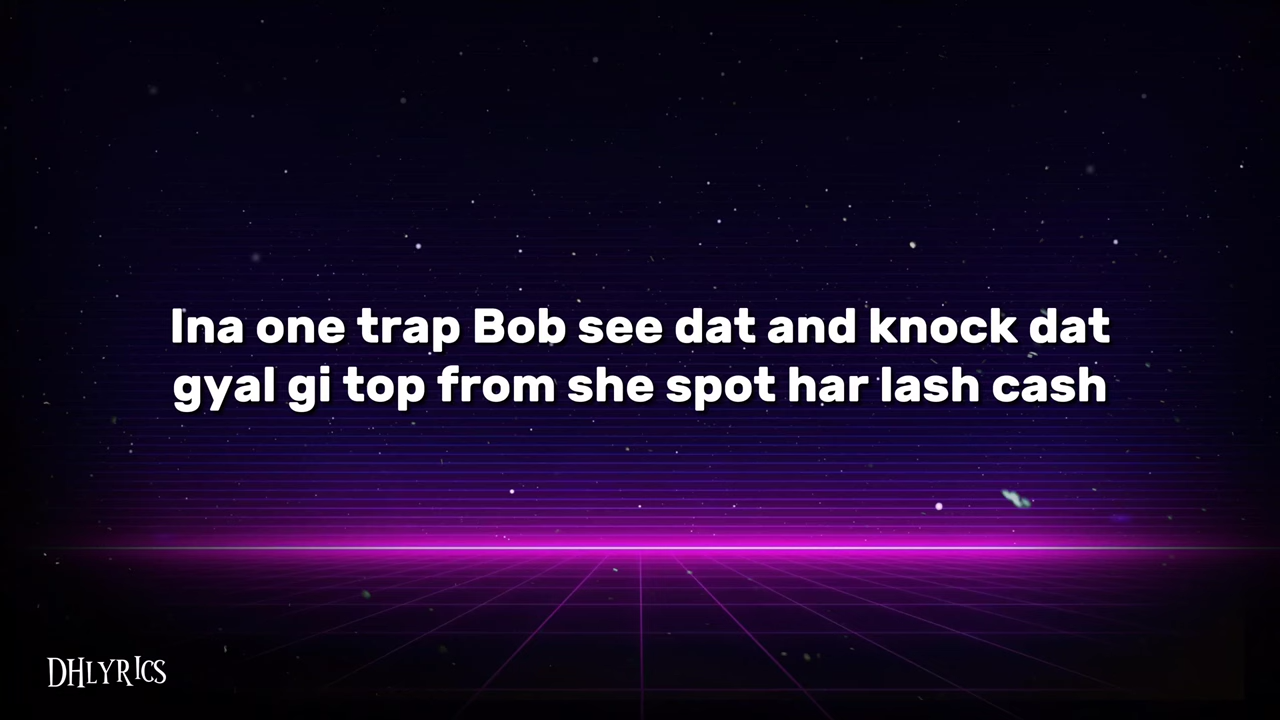 Ina one trap Bob see dat and knock dat
gyal gi top from she spot har lash cash
DHLYRICS